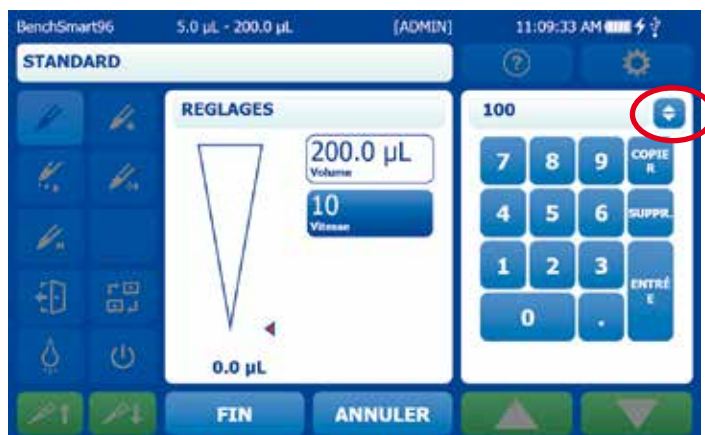 BenchSmart96 5.0 µL - 200.0 µL [ADMIN] 11:09:33 AM
STANDARD
?
REGLAGES
200.0 µL
Volume
10
Vitesse
0.0 µL
100
7 8 9 COPIE
R
4 5 6 SUPPR.
1 2 3 ENTRÉ
E
0 .
FIN ANNULER